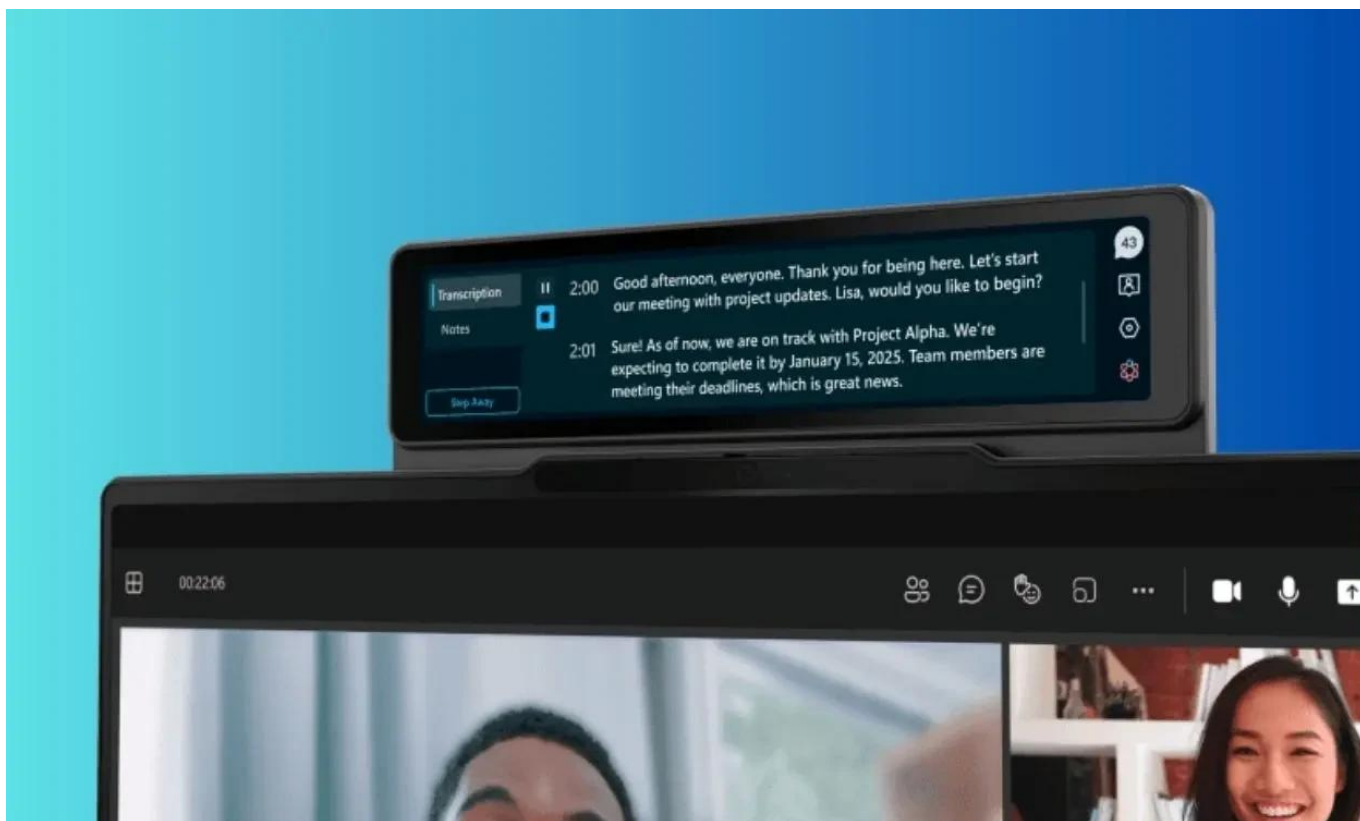 43
Transcription
Notes
Step Away
2:00
Good afternoon, everyone. Thank you for being here. Let's start
our meeting with project updates. Lisa, would you like to begin?
2:01
Sure! As of now, we are on track with Project Alpha. We're
expecting to complete it by January 15, 2025. Team members are
meeting their deadlines, which is great news.
00:22:06